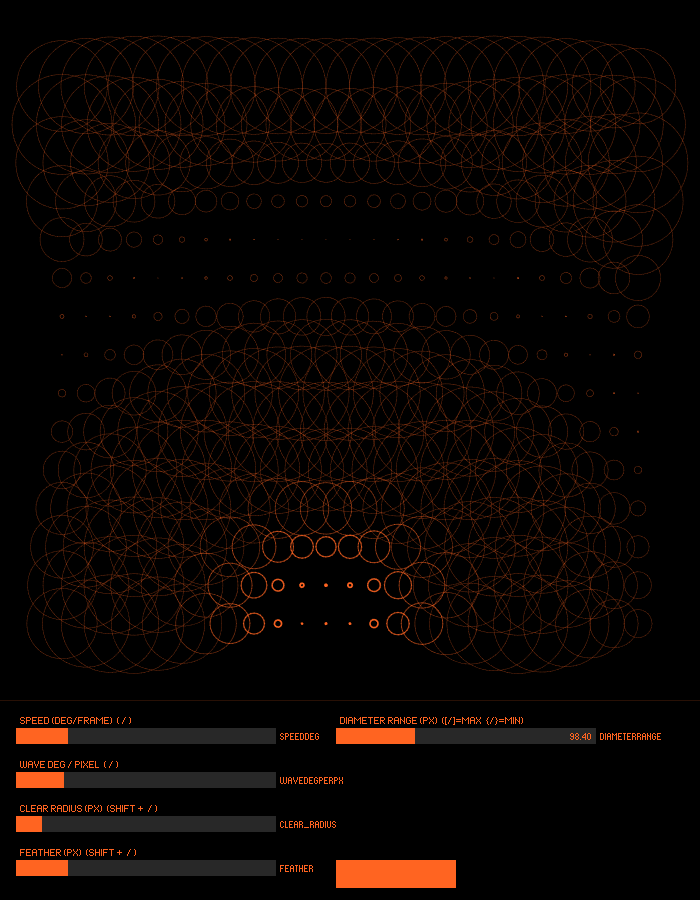 SPEED (DEG/FRAME) ( / )
SPEEDDEG
DIAMETER RANGE (PX) ([/]=MAX {/}=MIN)
98.40
DIAMETERRANGE
WAVE DEG / PIXEL ( / )
WAVEDEGPERPX
CLEAR RADIUS (PX) (SHIFT + / )
CLEAR_RADIUS
FEATHER (PX) (SHIFT + / )
FEATHER